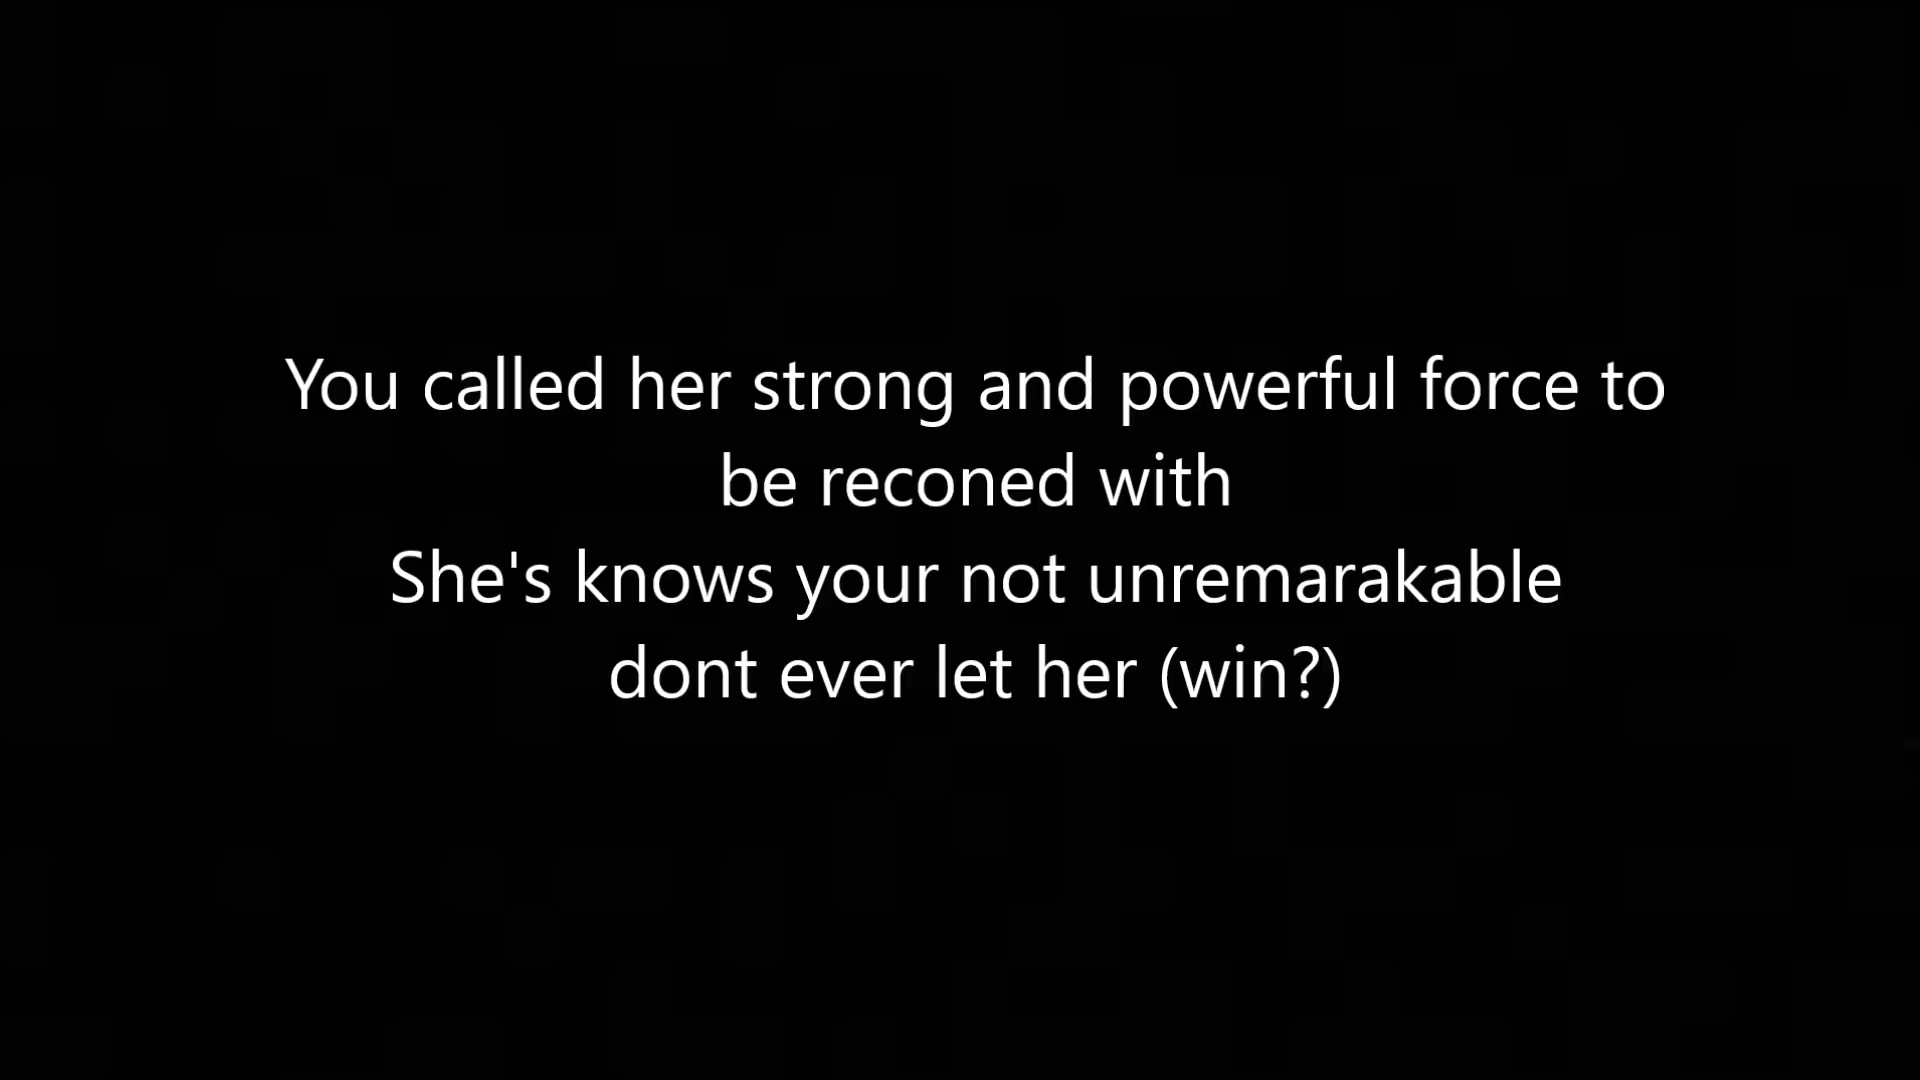 You called her strong and powerful force to
be reconed with
She's knows your not unremarakable
dont ever let her (win?)